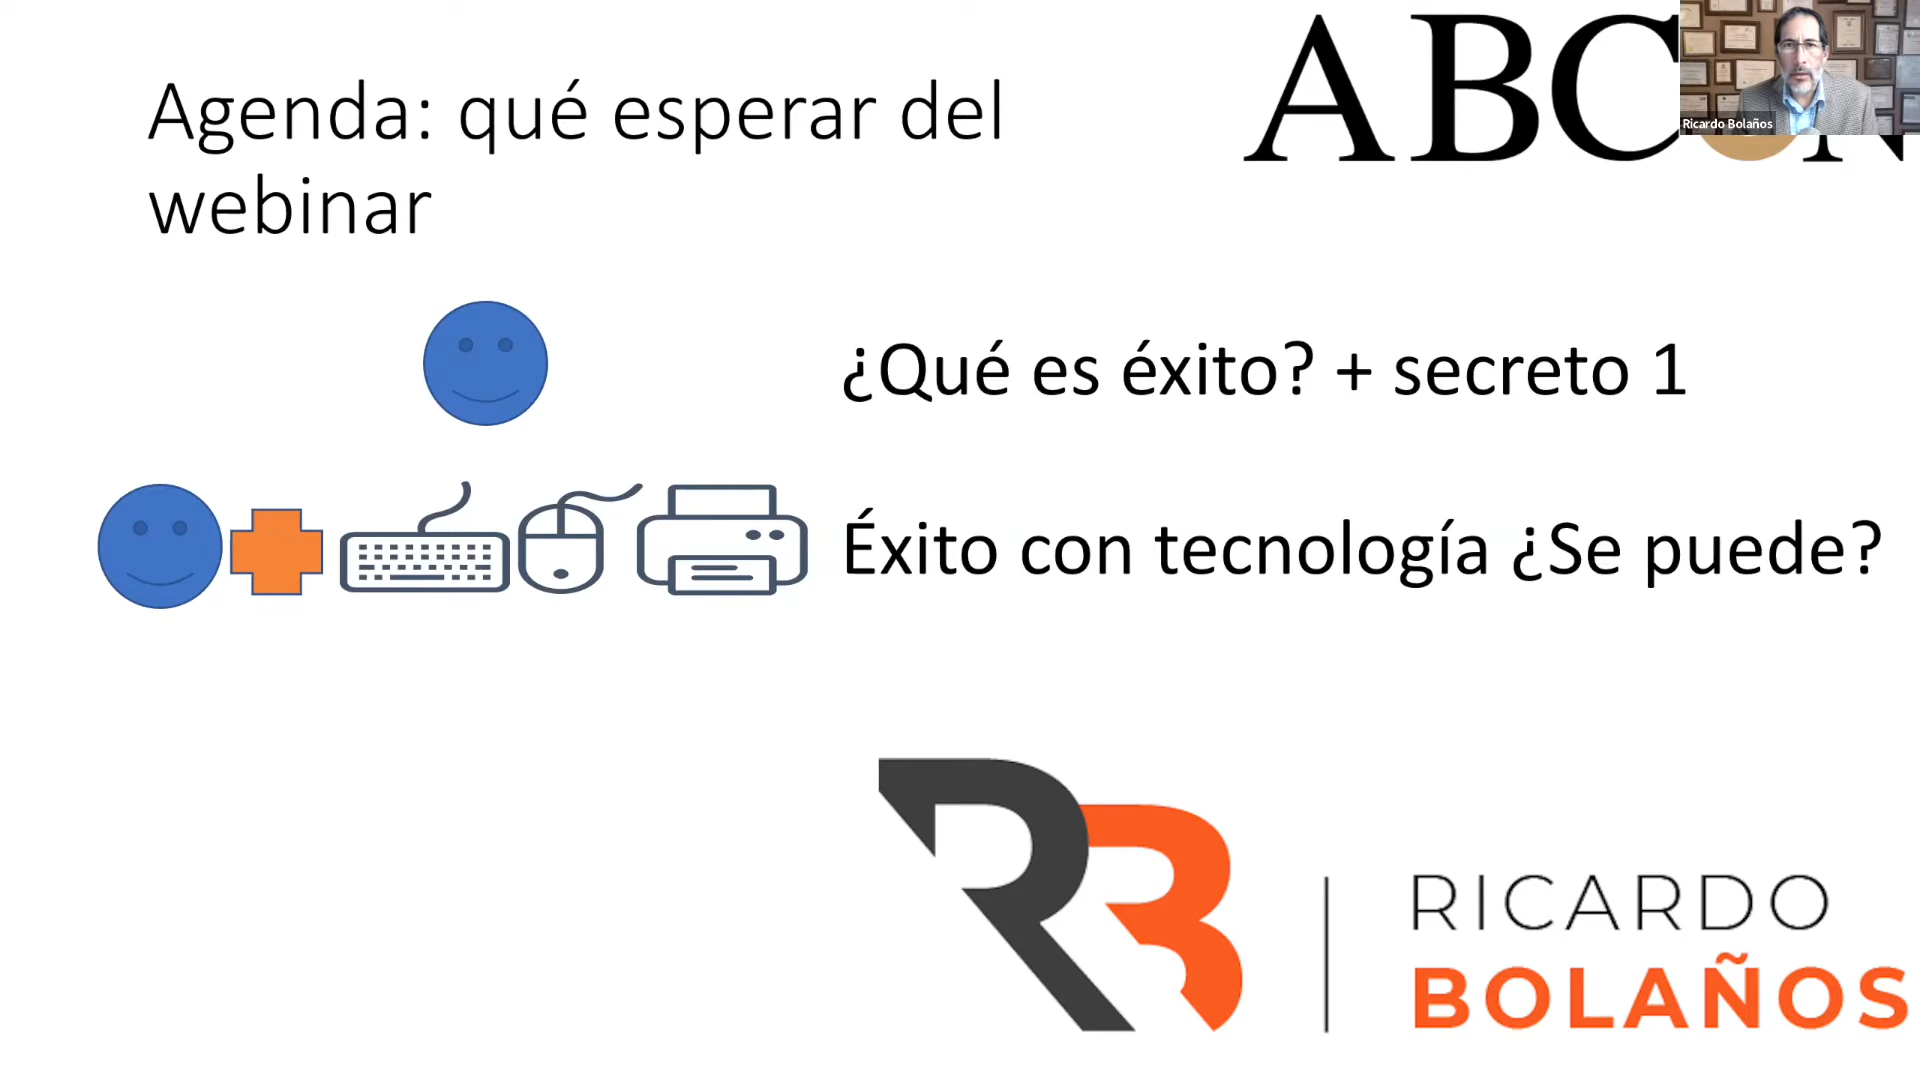 Agenda: qué esperar del
webinar
ABC
Ricardo Bolaños
¿Qué es éxito? + secreto 1
Éxito con tecnología ¿Se puede?
RICARDO
BOLAÑOS